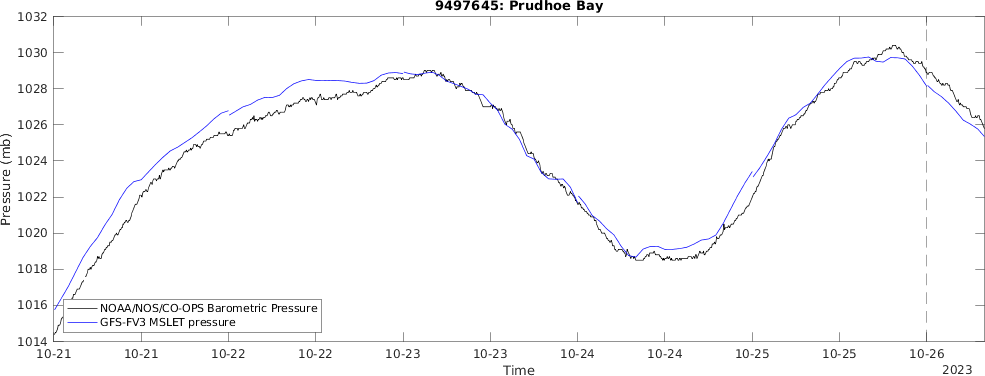 9497645: Prudhoe Bay
1032
1030
1028
1026
1024
1022
1020
1018
1016
1014
Pressure (mb)
NOAA/NOS/CO-OPS Barometric Pressure
GFS-FV3 MSLET pressure
10-21 10-21 10-22 10-22 10-23 10-23 10-24 10-24 10-25 10-25 10-26
Time
2023